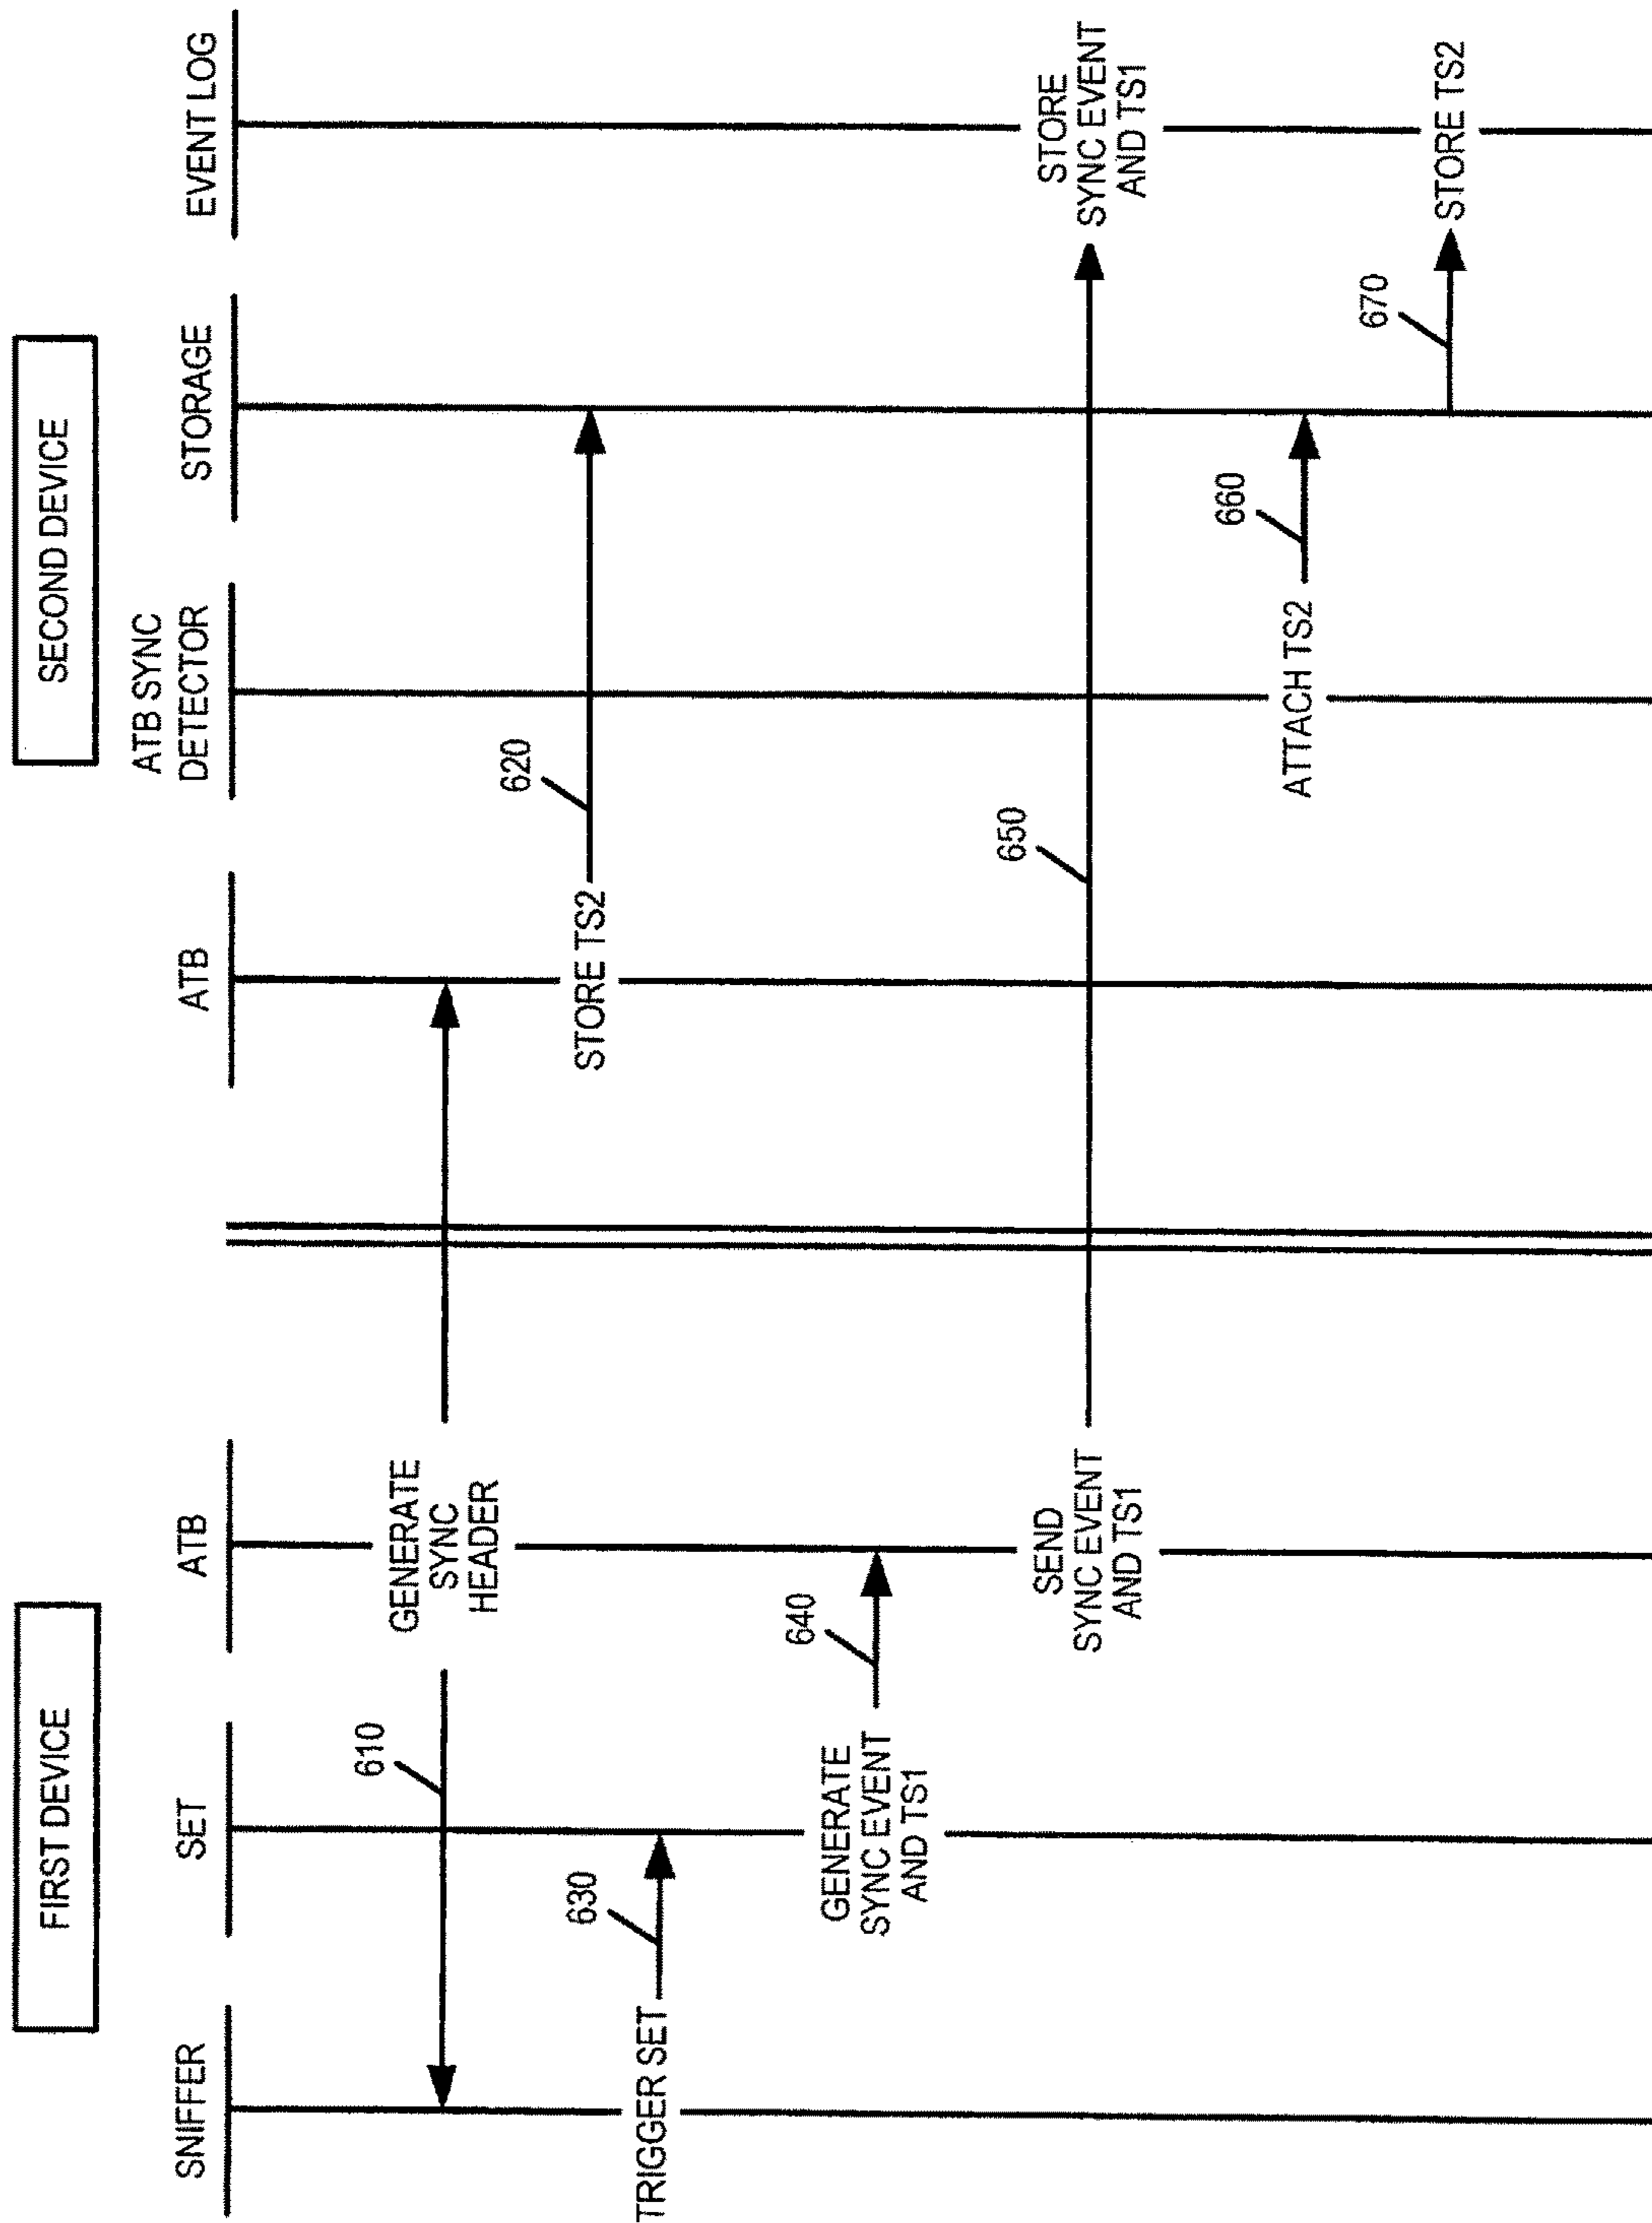 FIRST DEVICE
SECOND DEVICE
SNIFFER
SET
ATB
ATB
ATB SYNC
DETECTOR
STORAGE
EVENT LOG
610
GENERATE
SYNC
HEADER
620
STORE TS2
630
TRIGGER SET
640
GENERATE
SYNC EVENT
AND TS1
650
SEND
SYNC EVENT
AND TS1
STORE
SYNC EVENT
AND TS1
660
ATTACH TS2
670
STORE TS2